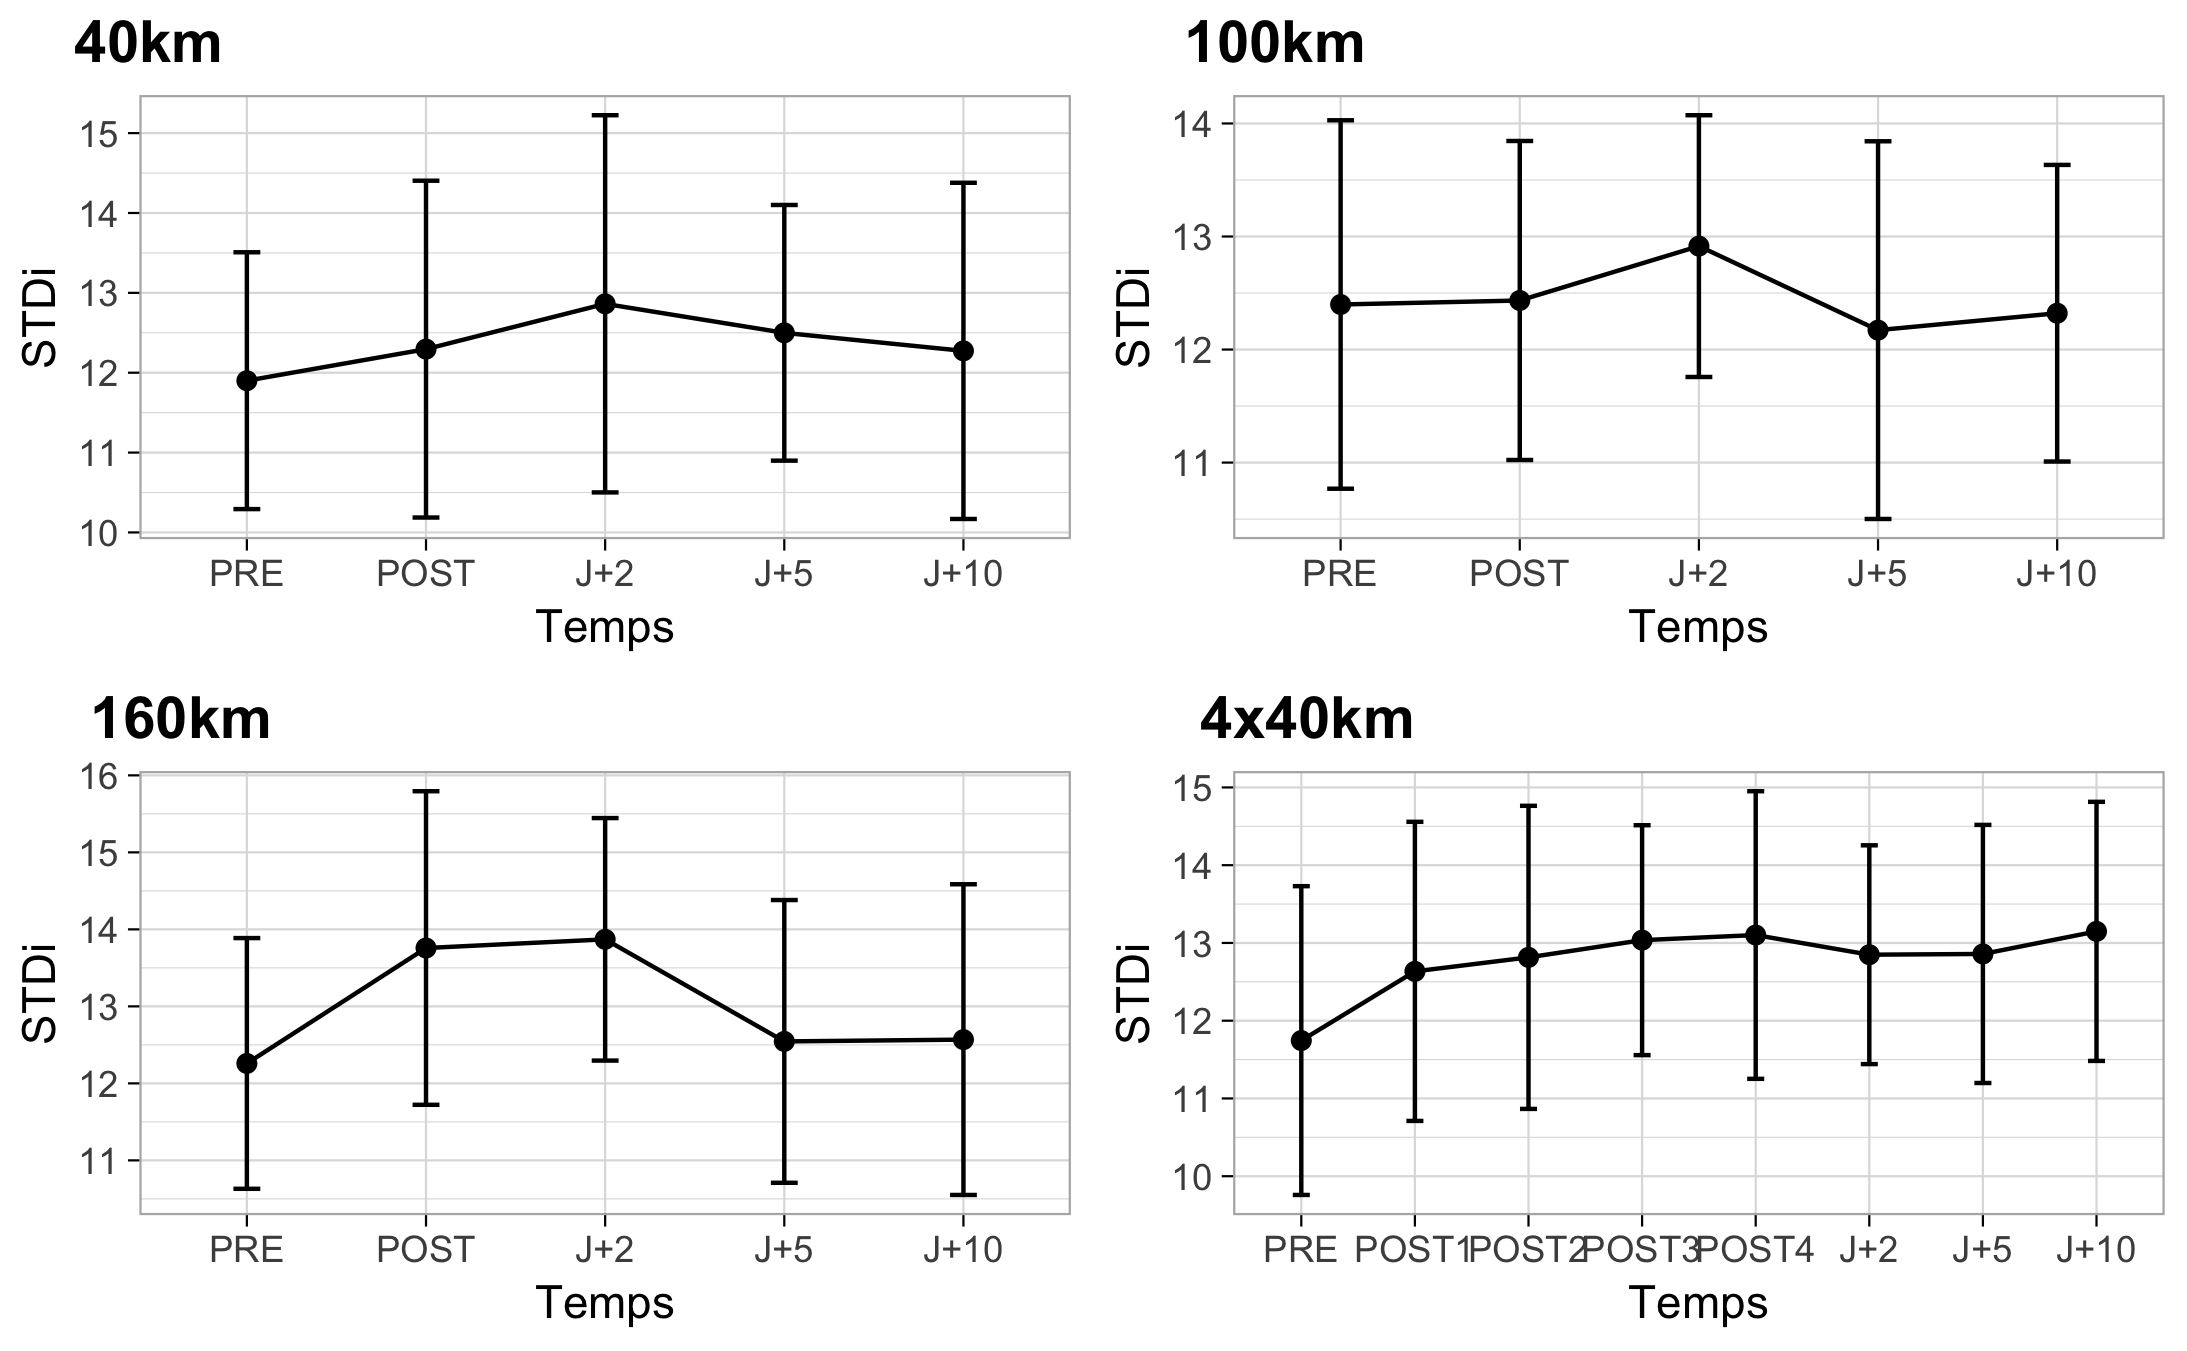 40km
15
14
13
12
11
10
STDi
PRE POST J+2 J+5 J+10
Temps
100km
14
13
12
11
STDi
PRE POST J+2 J+5 J+10
Temps
160km
16
15
14
13
12
11
STDi
PRE POST J+2 J+5 J+10
Temps
4x40km
15
14
13
12
11
10
STDi
PRE POST1 POST2 POST3 POST4 J+2 J+5 J+10
Temps